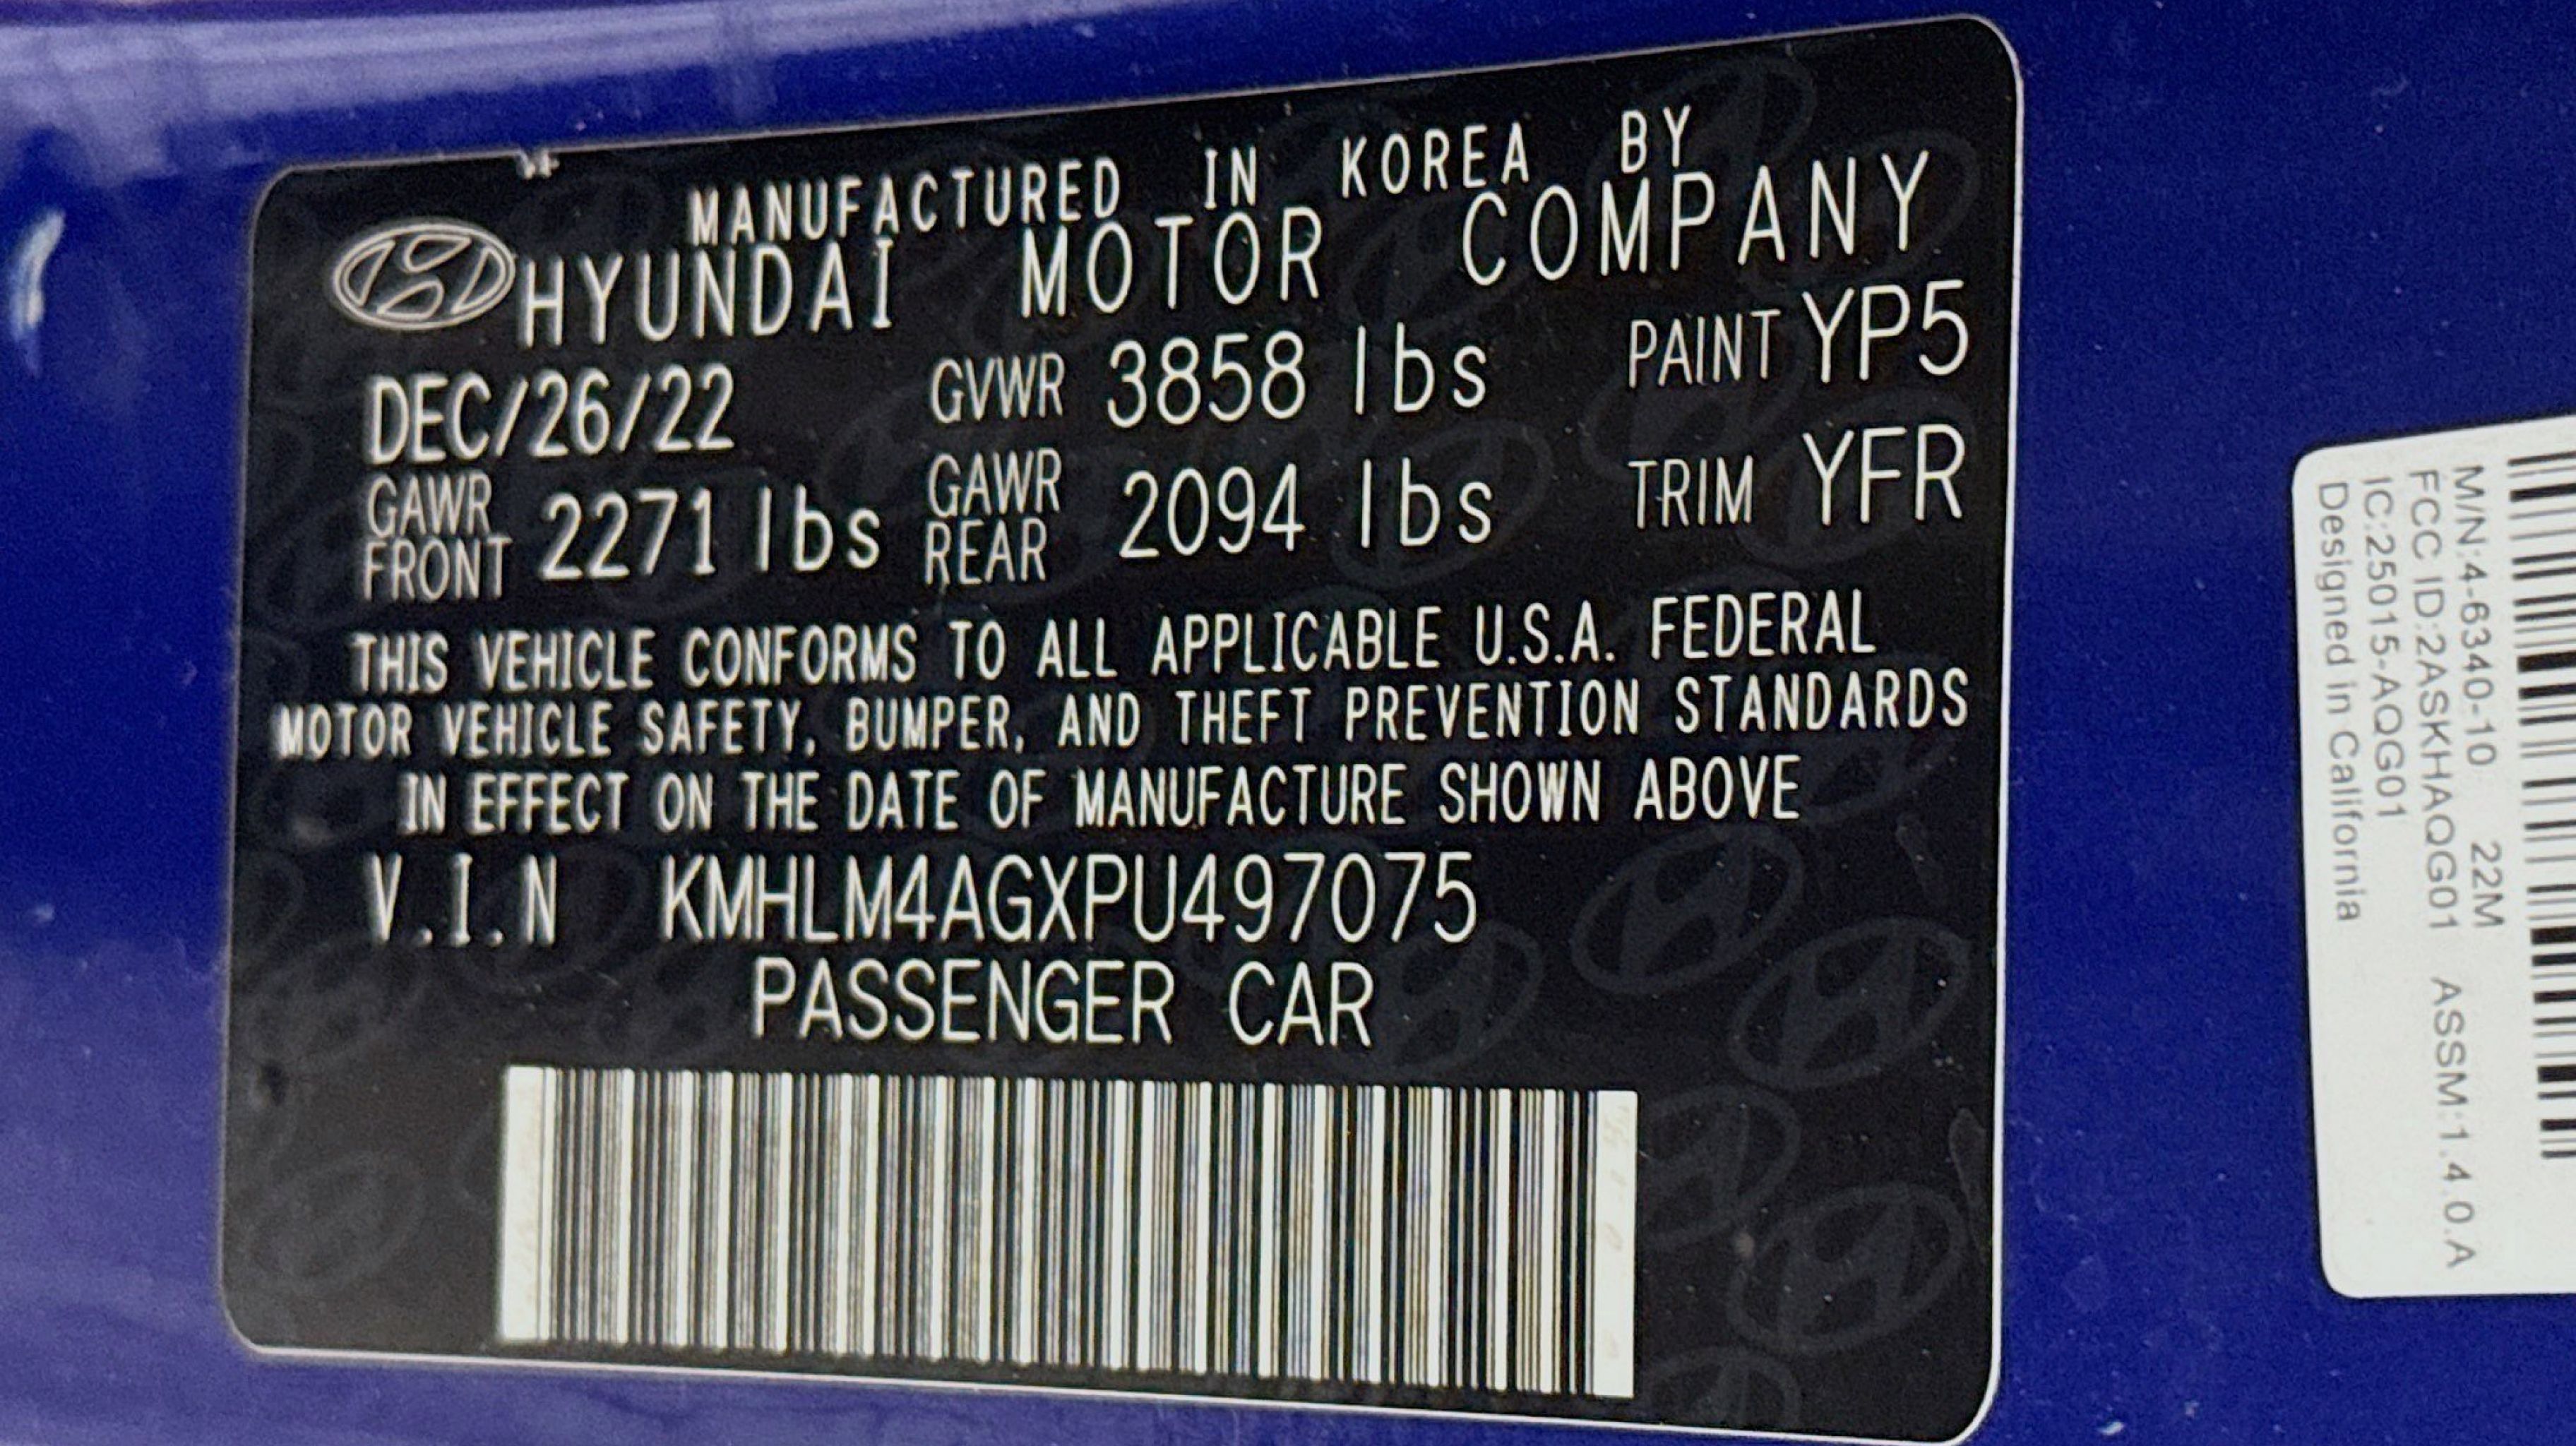 MANUFACTURED IN KOREA BY
HYUNDAI MOTOR COMPANY
DEC/26/22 GVWR 3858 lbs PAINT YP5
GAWR FRONT 2271 lbs GAWR REAR 2094 lbs TRIM YFR
THIS VEHICLE CONFORMS TO ALL APPLICABLE U.S.A. FEDERAL
MOTOR VEHICLE SAFETY, BUMPER, AND THEFT PREVENTION STANDARDS
IN EFFECT ON THE DATE OF MANUFACTURE SHOWN ABOVE
V.I.N KMHLM4AGXPU497075
PASSENGER CAR
M/N:4-6340-10 22M
FCC ID:2ASKHAQG01 ASSM:1.4.0.A
IC:25015-AQG01
Designed in California